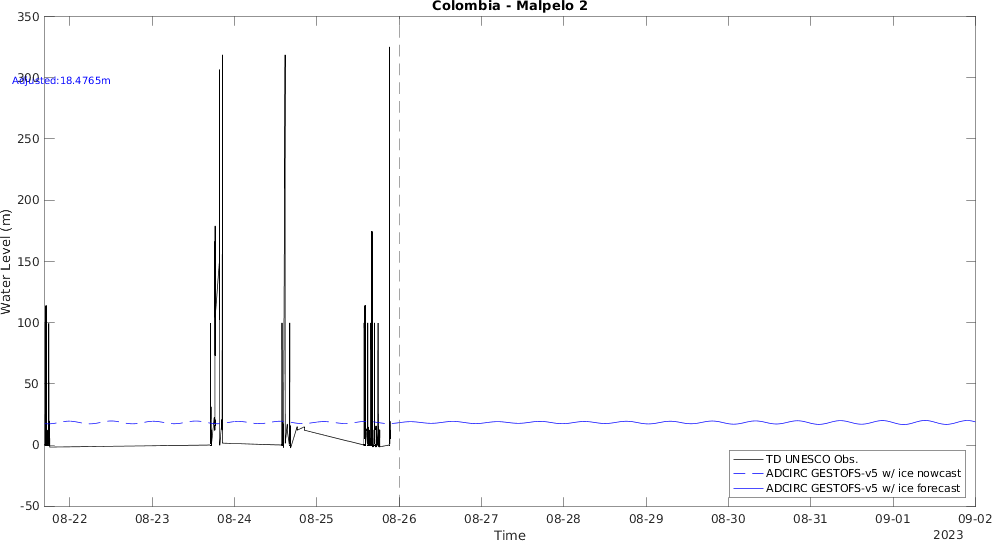 Colombia - Malpelo 2
350
300
Adjusted:18.4765m
250
200
150
100
50
0
-50
Water Level (m)
TD UNESCO Obs.
ADCIRC GESTOFS-v5 w/ ice nowcast
ADCIRC GESTOFS-v5 w/ ice forecast
08-22 08-23 08-24 08-25 08-26 08-27 08-28 08-29 08-30 08-31 09-01 09-02
Time
2023